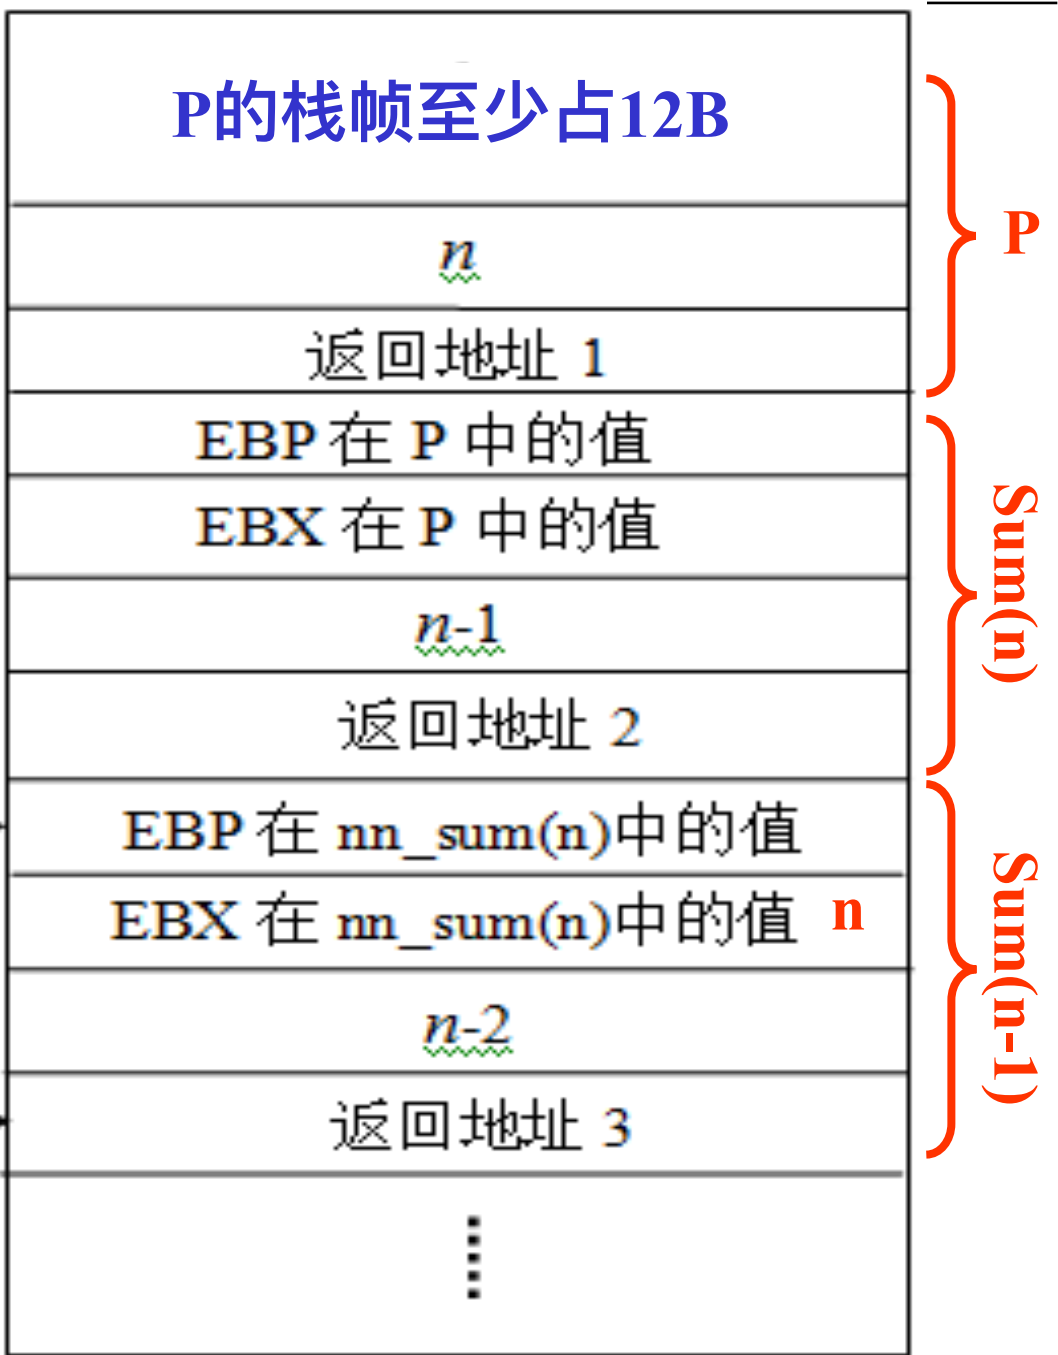 P的栈帧至少占12B
n
P
返回地址 1
EBP 在 P 中的值
EBX 在 P 中的值
Sum(n)
n-1
返回地址 2
EBP 在 nn_sum(n)中的值
EBX 在 nn_sum(n)中的值 n
Sum(n-1)
n-2
返回地址 3